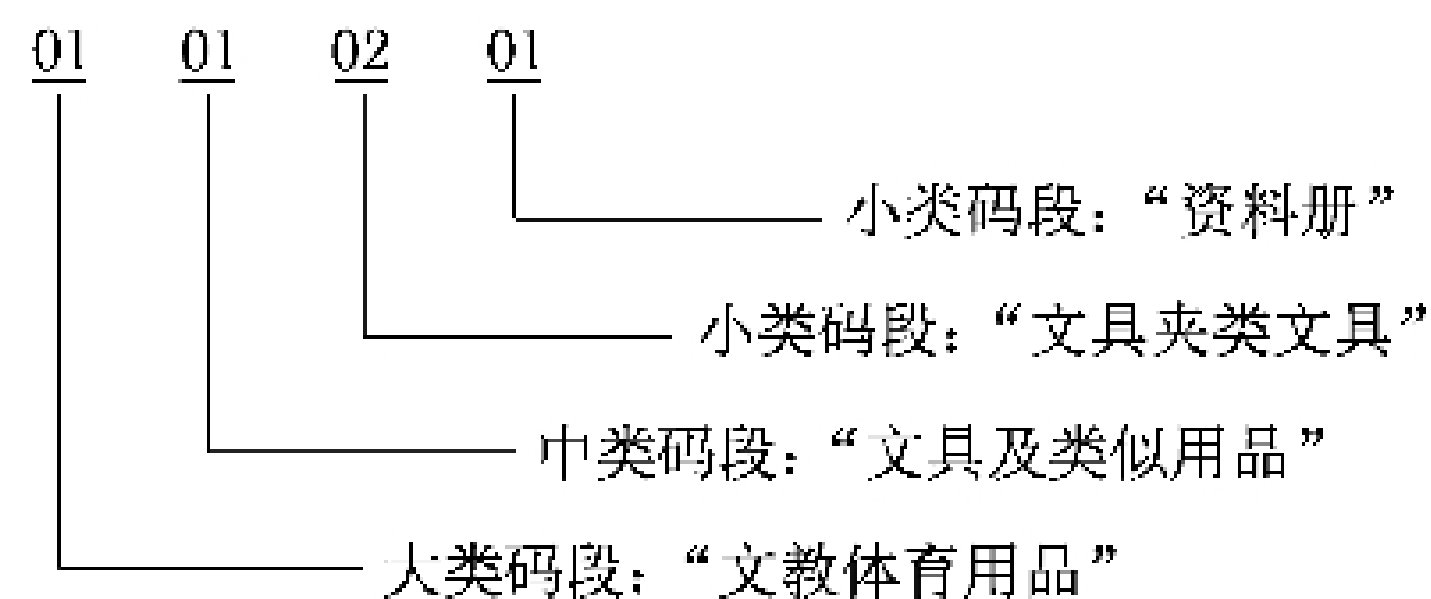 01 01 02 01
小类码段：“资料册”
小类码段：“文具夹类文具”
中类码段：“文具及类似用品”
大类码段：“文教体育用品”